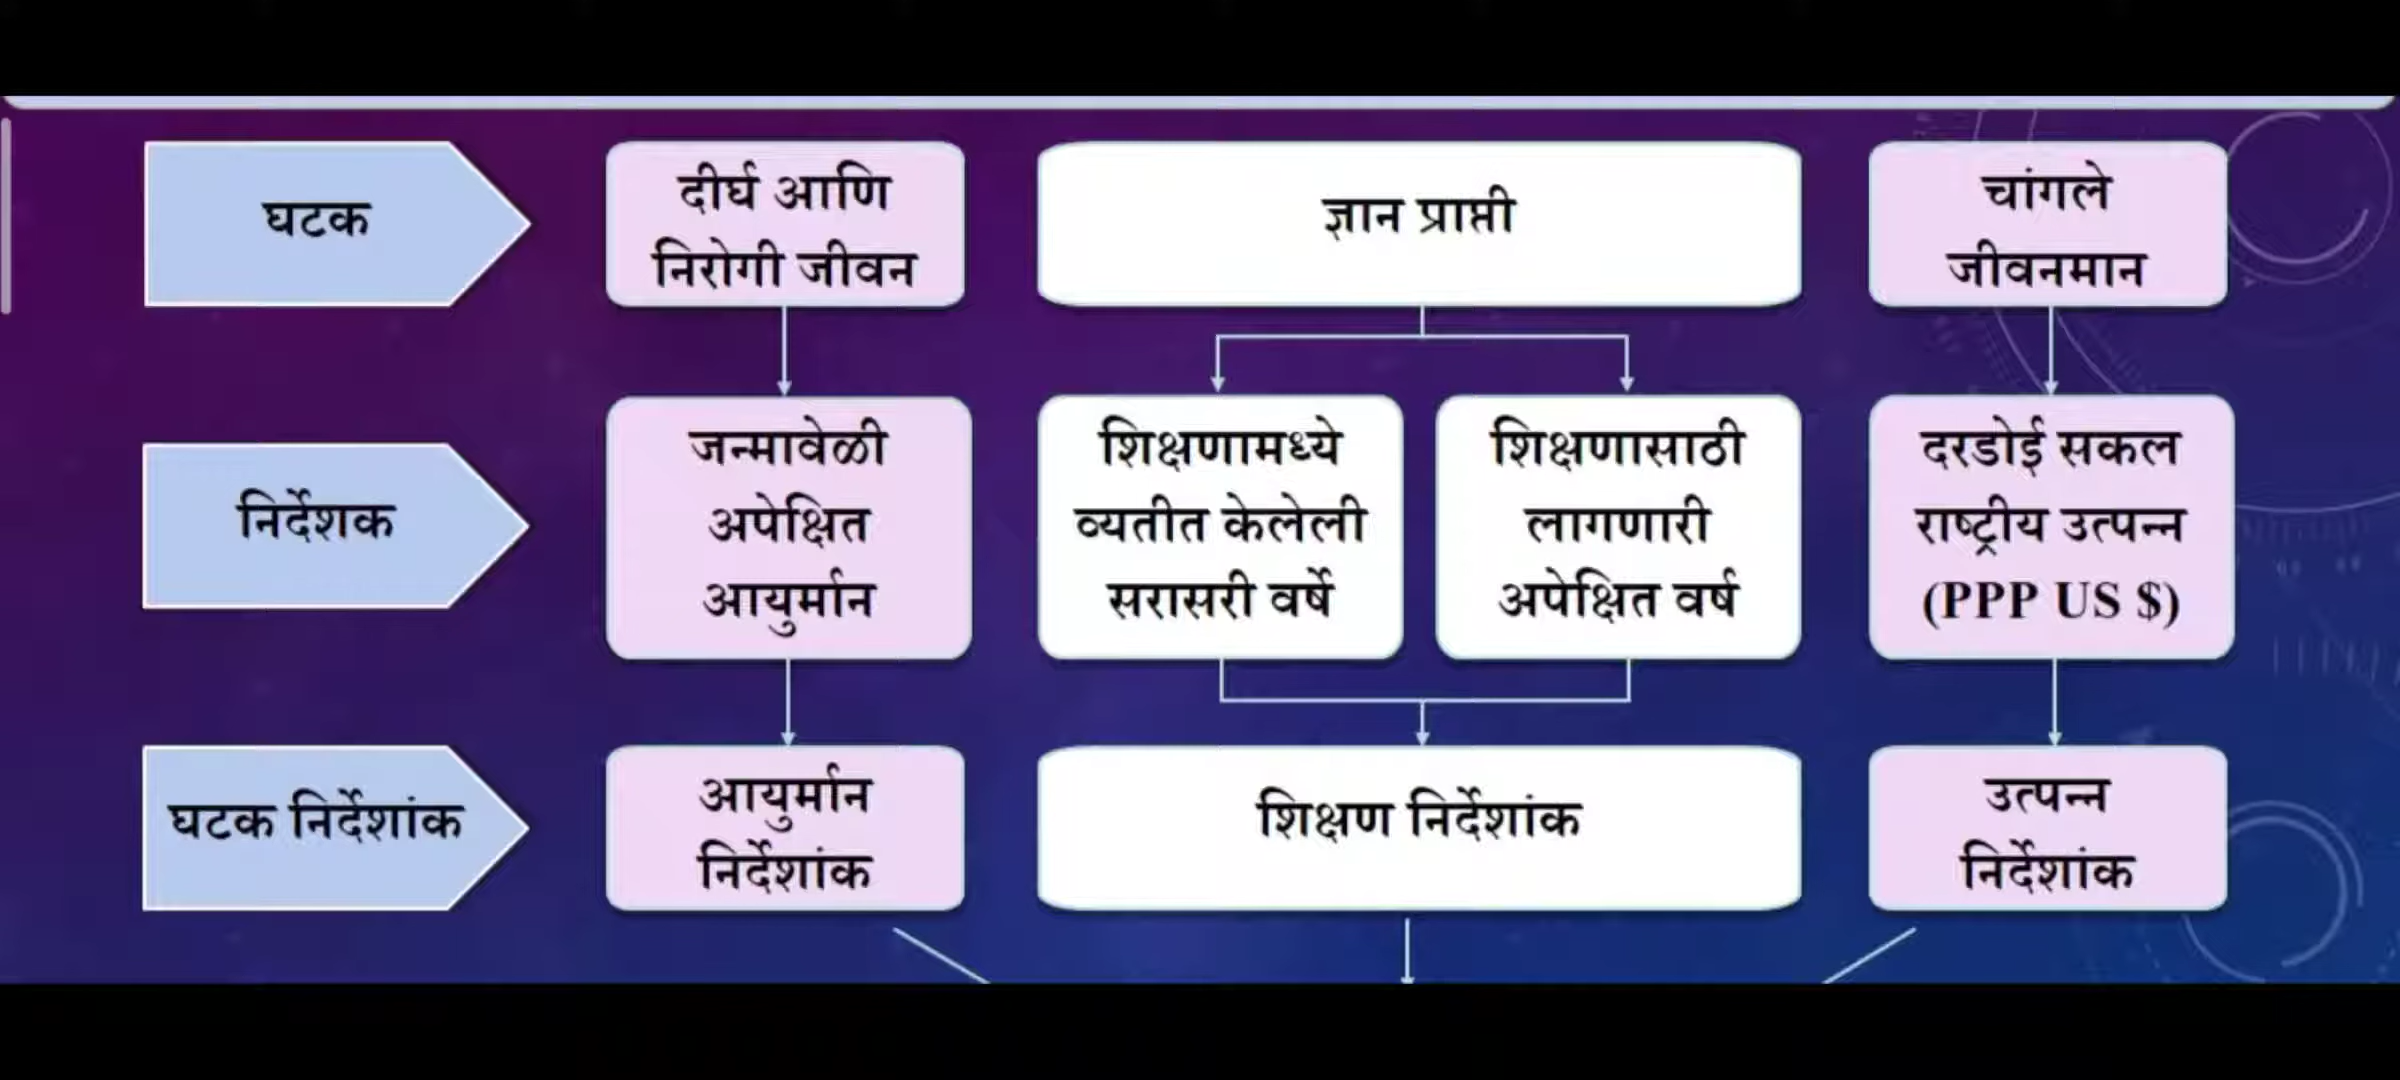 घटक
दीर्घ आणि
निरोगी जीवन
ज्ञान प्राप्ती
चांगले
जीवनमान
निर्देशक
जन्मावेळी
अपेक्षित
आयुर्मान
शिक्षणामध्ये
व्यतीत केलेली
सरासरी वर्षे
शिक्षणासाठी
लागणारी
अपेक्षित वर्ष
दरडोई सकल
राष्ट्रीय उत्पन्न
(PPP US $)
घटक निर्देशांक
आयुर्मान
निर्देशांक
शिक्षण निर्देशांक
उत्पन्न
निर्देशांक